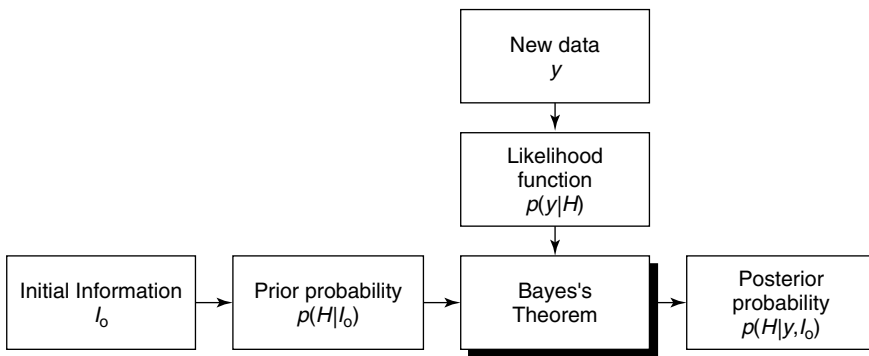 New data
y
Likelihood
function
p(y|H)
Initial Information
Iₒ
Prior probability
p(H|Iₒ)
Bayes's
Theorem
Posterior
probability
p(H|y,Iₒ)